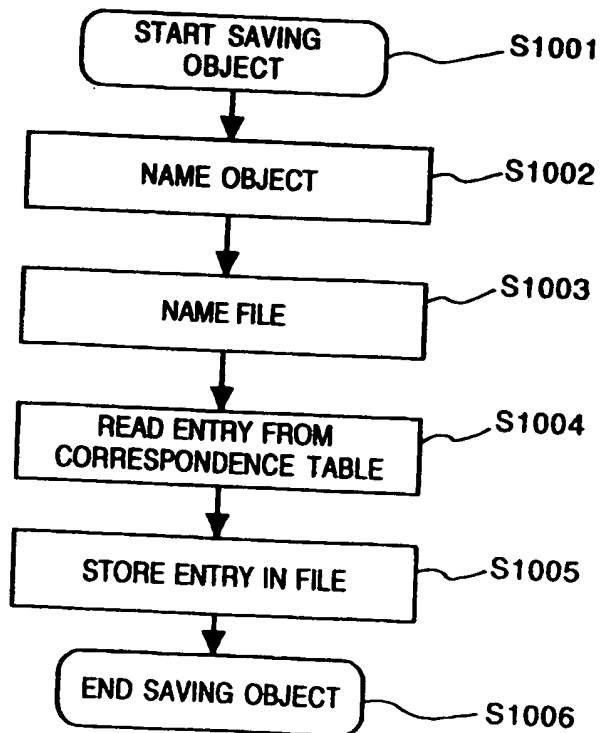 START SAVING
OBJECT
S1001
NAME OBJECT
S1002
NAME FILE
S1003
READ ENTRY FROM
CORRESPONDENCE TABLE
S1004
STORE ENTRY IN FILE
S1005
END SAVING OBJECT
S1006